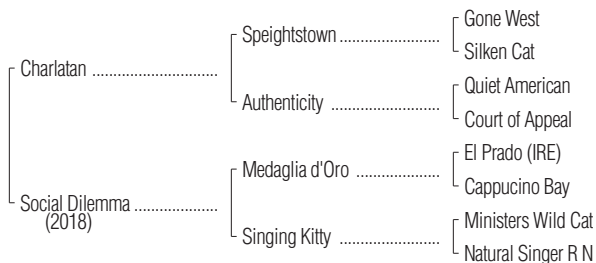 Gone West
Speightstown ............................
Silken Cat
Charlatan ...................................
Quiet American
Authenticity ..............................
Court of Appeal
El Prado (IRE)
Medaglia d'Oro .......................
Cappucino Bay
Social Dilemma .......................
(2018)
Ministers Wild Cat
Singing Kitty ............................
Natural Singer R N